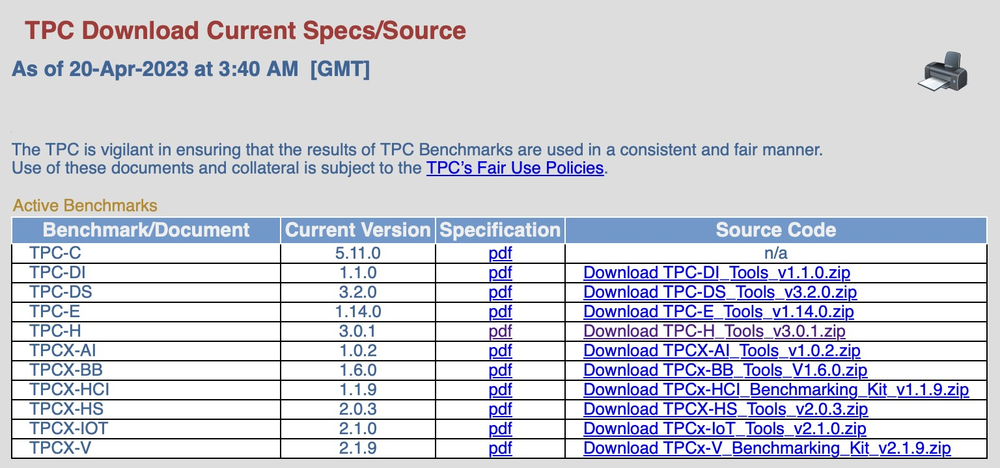 TPC Download Current Specs/Source
As of 20-Apr-2023 at 3:40 AM [GMT]
The TPC is vigilant in ensuring that the results of TPC Benchmarks are used in a consistent and fair manner.
Use of these documents and collateral is subject to the TPC’s Fair Use Policies.
Active Benchmarks
Benchmark/Document Current Version Specification Source Code
TPC-C 5.11.0 pdf n/a
TPC-DI 1.1.0 pdf Download TPC-DI_Tools_v1.1.0.zip
TPC-DS 3.2.0 pdf Download TPC-DS_Tools_v3.2.0.zip
TPC-E 1.14.0 pdf Download TPC-E_Tools_v1.14.0.zip
TPC-H 3.0.1 pdf Download TPC-H_Tools_v3.0.1.zip
TPCX-AI 1.0.2 pdf Download TPCX-AI_Tools_v1.0.2.zip
TPCX-BB 1.6.0 pdf Download TPCx-BB_Tools_V1.6.0.zip
TPCX-HCI 1.1.9 pdf Download TPCx-HCI_Benchmarking_Kit_v1.1.9.zip
TPCX-HS 2.0.3 pdf Download TPCX-HS_Tools_v2.0.3.zip
TPCX-IOT 2.1.0 pdf Download TPCx-IoT_Tools_v2.1.0.zip
TPCX-V 2.1.9 pdf Download TPCx-V_Benchmarking_Kit_v2.1.9.zip